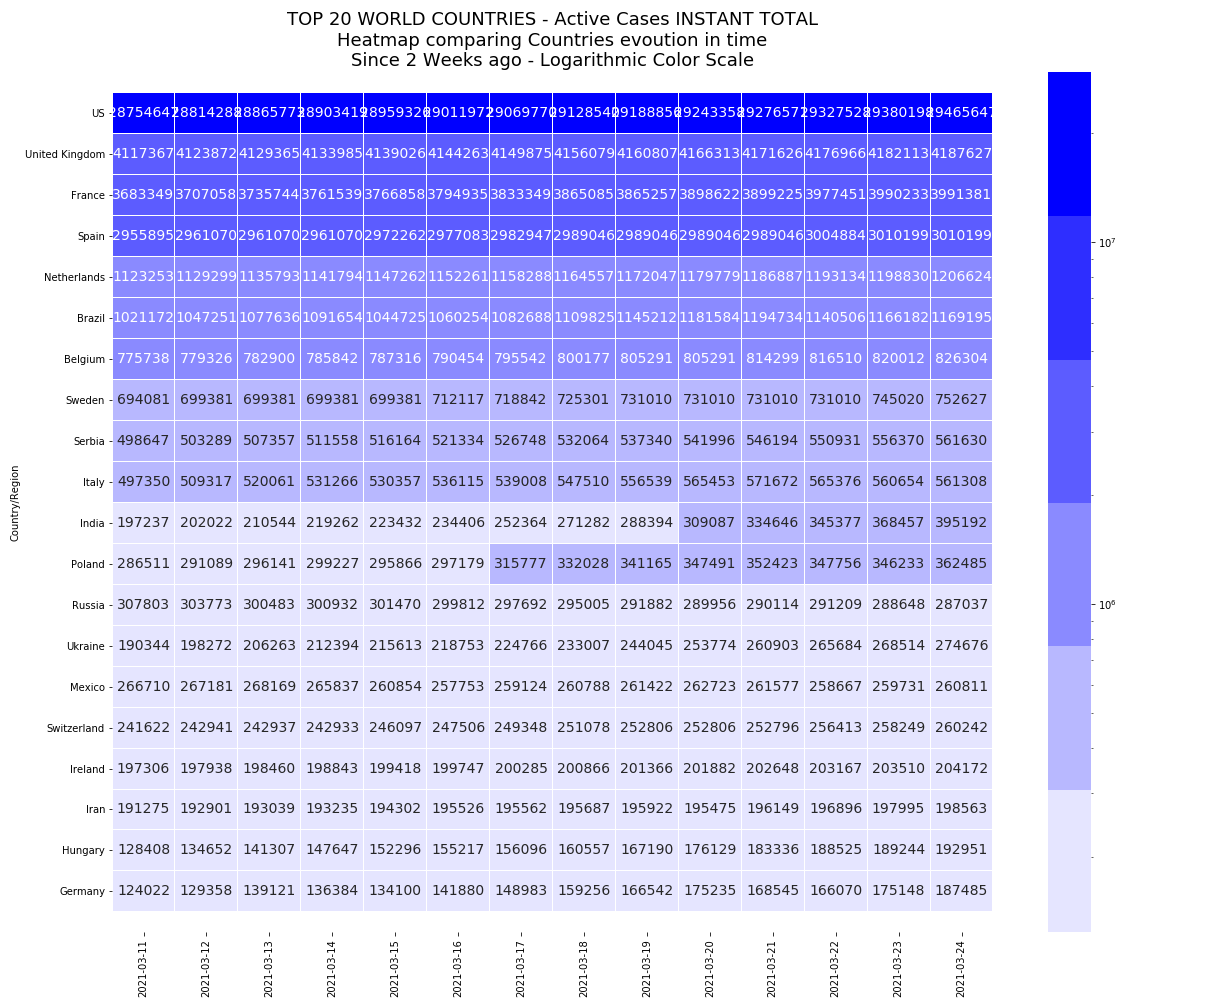 TOP 20 WORLD COUNTRIES - Active Cases INSTANT TOTAL
Heatmap comparing Countries evoution in time
Since 2 Weeks ago - Logarithmic Color Scale
Country/Region
US 28754647 28814288 28865773 28903419 28959326 29011972 29069770 29128540 29188856 29243358 29276571 29327528 29380198 29465647
United Kingdom 4117367 4123872 4129365 4133985 4139026 4144263 4149875 4156079 4160807 4166313 4171626 4176966 4182113 4187627
France 3683349 3707058 3735744 3761539 3766858 3794935 3833349 3865085 3865257 3898622 3899225 3977451 3990233 3991381
Spain 2955895 2961070 2961070 2961070 2972262 2977083 2982947 2989046 2989046 2989046 2989046 3004884 3010199 3010199
Netherlands 1123253 1129299 1135793 1141794 1147262 1152261 1158288 1164557 1172047 1179779 1186887 1193134 1198830 1206624
Brazil 1021172 1047251 1077636 1091654 1044725 1060254 1082688 1109825 1145212 1181584 1194734 1140506 1166182 1169195
Belgium 775738 779326 782900 785842 787316 790454 795542 800177 805291 805291 814299 816510 820012 826304
Sweden 694081 699381 699381 699381 699381 712117 718842 725301 731010 731010 731010 731010 745020 752627
Serbia 498647 503289 507357 511558 516164 521334 526748 532064 537340 541996 546194 550931 556370 561630
Italy 497350 509317 520061 531266 530357 536115 539008 547510 556539 565453 571672 565376 560654 561308
India 197237 202022 210544 219262 223432 234406 252364 271282 288394 309087 334646 345377 368457 395192
Poland 286511 291089 296141 299227 295866 297179 315777 332028 341165 347491 352423 347756 346233 362485
Russia 307803 303773 300483 300932 301470 299812 297692 295005 291882 289956 290114 291209 288648 287037
Ukraine 190344 198272 206263 212394 215613 218753 224766 233007 244045 253774 260903 265684 268514 274676
Mexico 266710 267181 268169 265837 260854 257753 259124 260788 261422 262723 261577 258667 259731 260811
Switzerland 241622 242941 242937 242933 246097 247506 249348 251078 252806 252806 252796 256413 258249 260242
Ireland 197306 197938 198460 198843 199418 199747 200285 200866 201366 201882 202648 203167 203510 204172
Iran 191275 192901 193039 193235 194302 195526 195562 195687 195922 195475 196149 196896 197995 198563
Hungary 128408 134652 141307 147647 152296 155217 156096 160557 167190 176129 183336 188525 189244 192951
Germany 124022 129358 139121 136384 134100 141880 148983 159256 166542 175235 168545 166070 175148 187485
2021-03-11 2021-03-12 2021-03-13 2021-03-14 2021-03-15 2021-03-16 2021-03-17 2021-03-18 2021-03-19 2021-03-20 2021-03-21 2021-03-22 2021-03-23 2021-03-24
10⁷
10⁶